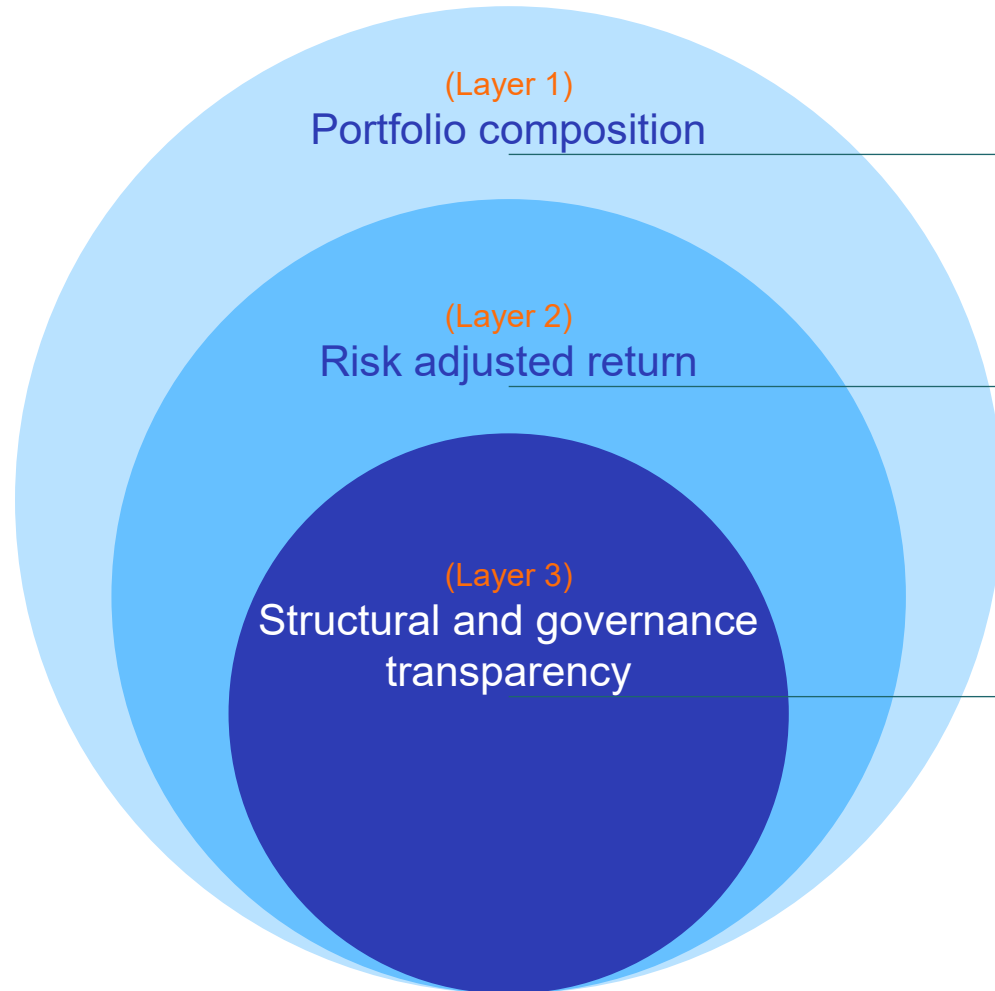 (Layer 1)
Portfolio composition
(Layer 2)
Risk adjusted return
(Layer 3)
Structural and governance
transparency